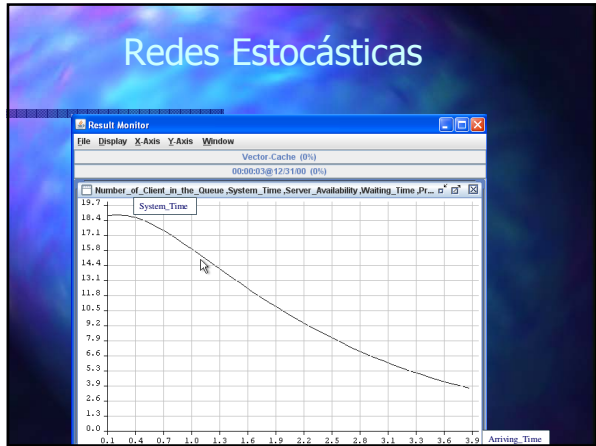 Redes Estocásticas
Result Monitor
File Display X-Axis Y-Axis Window
Vector-Cache (0%)
00:00:03@12/31/00 (0%)
Number_of_Client_in_the_Queue ,System_Time ,Server_Availability ,Waiting_Time ,Pr...
System_Time
19.7
18.4
17.1
15.8
14.4
13.1
11.8
10.5
9.2
7.9
6.6
5.3
3.9
2.6
1.3
0.0
0.1 0.4 0.7 1.0 1.3 1.6 1.9 2.2 2.5 2.8 3.1 3.3 3.6 3.9
Arriving_Time